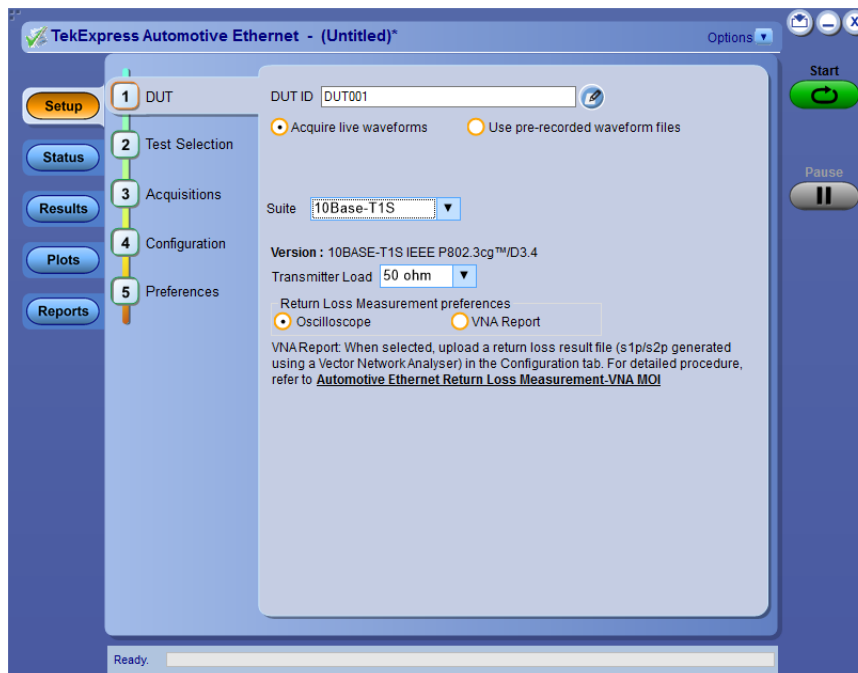 TekExpress Automotive Ethernet - (Untitled)*
Options
Start
Pause
Setup
Status
Results
Plots
Reports
1 DUT
2 Test Selection
3 Acquisitions
4 Configuration
5 Preferences
DUT ID DUT001
Acquire live waveforms Use pre-recorded waveform files
Suite 10Base-T1S
Version : 10BASE-T1S IEEE P802.3cg™/D3.4
Transmitter Load 50 ohm
Return Loss Measurement preferences
Oscilloscope VNA Report
VNA Report: When selected, upload a return loss result file (s1p/s2p generated
using a Vector Network Analyser) in the Configuration tab. For detailed procedure,
refer to Automotive Ethernet Return Loss Measurement-VNA MOI
Ready.